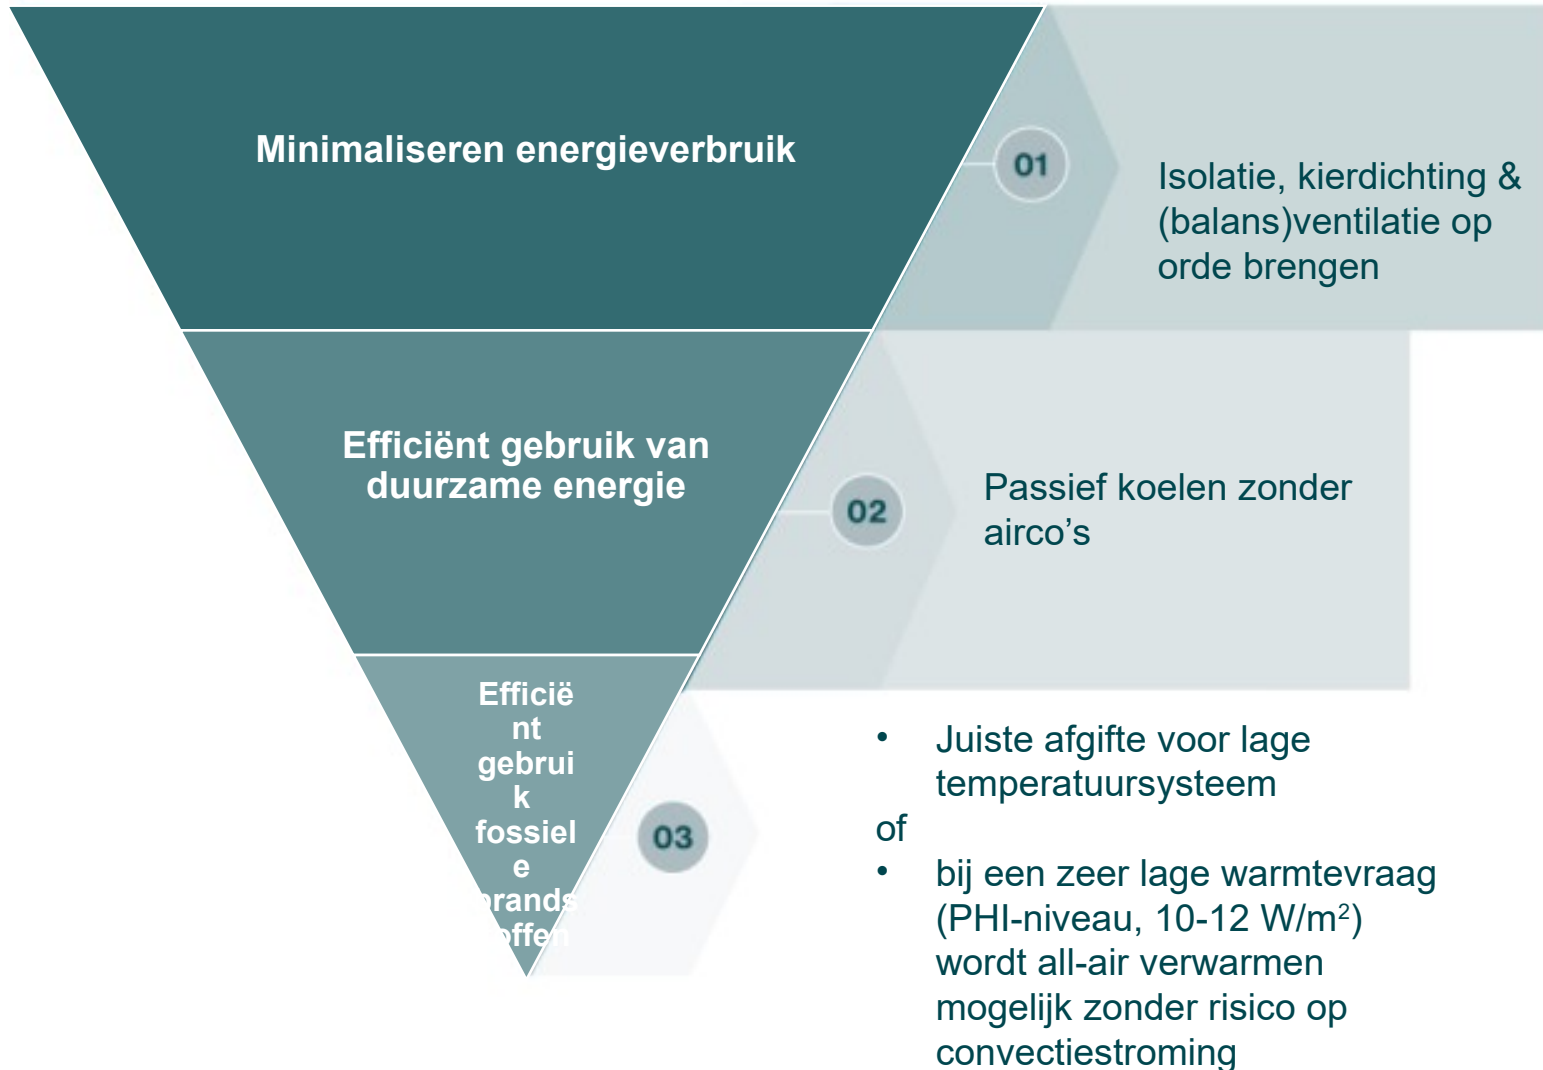 Minimaliseren energieverbruik
01
Isolatie, kierdichting &
(balans)ventilatie op
orde brengen
Efficiënt gebruik van
duurzame energie
02
Passief koelen zonder
airco’s
Efficië
nt
gebrui
k
fossiel
e
brands
toffen
03
• Juiste afgifte voor lage
temperatuursysteem
of
• bij een zeer lage warmtevraag
(PHI-niveau, 10-12 W/m²)
wordt all-air verwarmen
mogelijk zonder risico op
convectiestroming